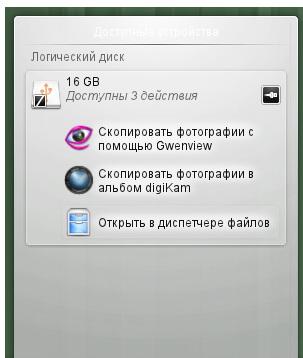 Доступные устройства
Логический диск
16 GB
Доступны 3 действия
Скопировать фотографии с
помощью Gwenview
Скопировать фотографии в
альбом digiKam
Открыть в диспетчере файлов